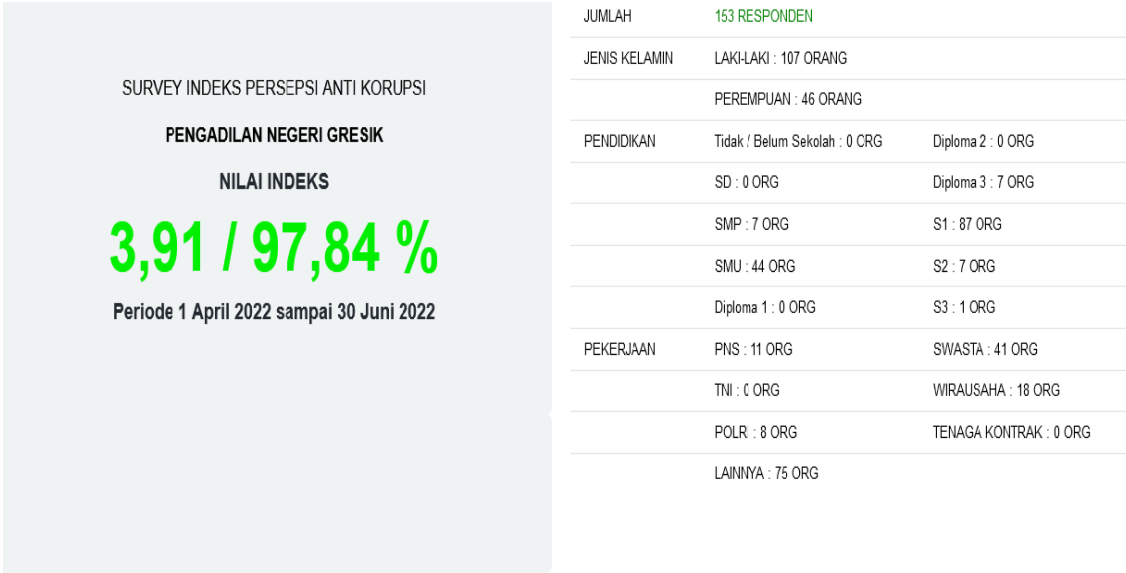 SURVEY INDEKS PERSEPSI ANTI KORUPSI
PENGADILAN NEGERI GRESIK
NILAI INDEKS
3,91 / 97,84 %
Periode 1 April 2022 sampai 30 Juni 2022
JUMLAH 153 RESPONDEN
JENIS KELAMIN LAKI-LAKI : 107 ORANG
PEREMPUAN : 46 ORANG
PENDIDIKAN Tidak / Belum Sekolah : 0 ORG Diploma 2 : 0 ORG
SD : 0 ORG Diploma 3 : 7 ORG
SMP : 7 ORG S1 : 87 ORG
SMU : 44 ORG S2 : 7 ORG
Diploma 1 : 0 ORG S3 : 1 ORG
PEKERJAAN PNS : 11 ORG SWASTA : 41 ORG
TNI : 0 ORG WIRAUSAHA : 18 ORG
POLRI : 8 ORG TENAGA KONTRAK : 0 ORG
LAINNYA : 75 ORG